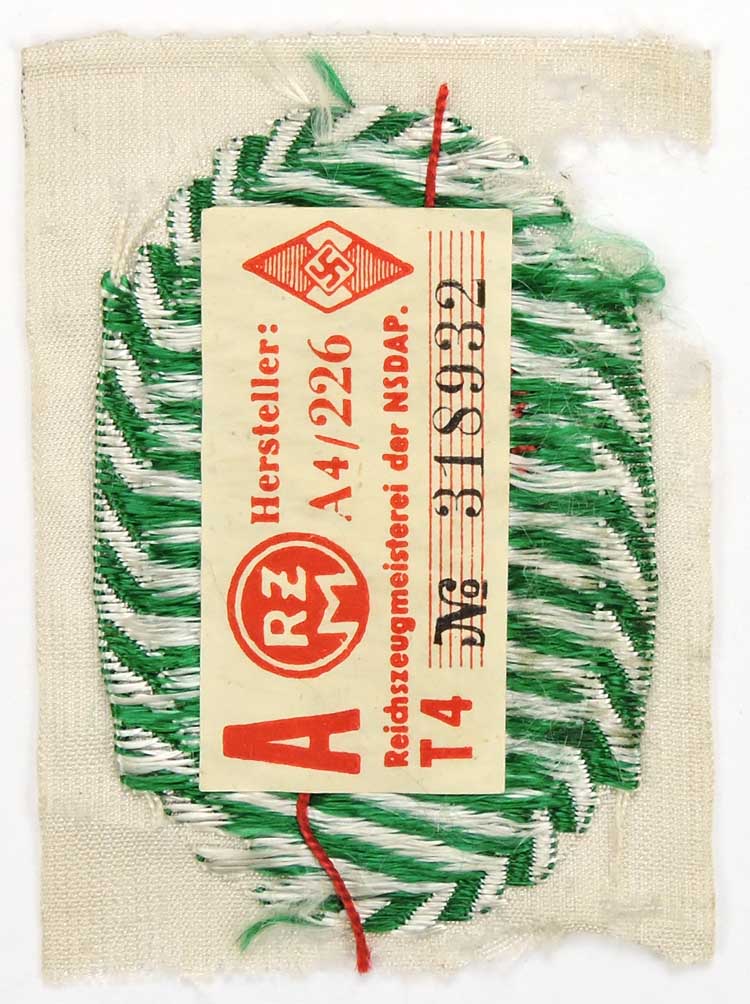 A
RZM
Hersteller:
A4/226
Reichszeugmeisterei der NSDAP.
T4
№ 318932